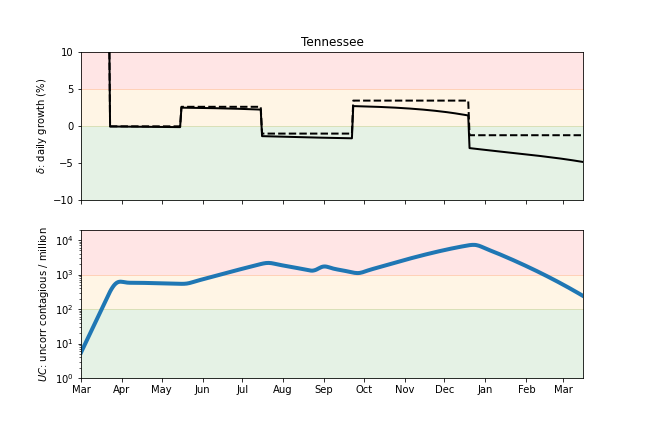 Tennessee
δ: daily growth (%)
10
5
0
−5
−10
UC: uncorr contagious / million
10⁴
10³
10²
10¹
10⁰
Mar Apr May Jun Jul Aug Sep Oct Nov Dec Jan Feb Mar